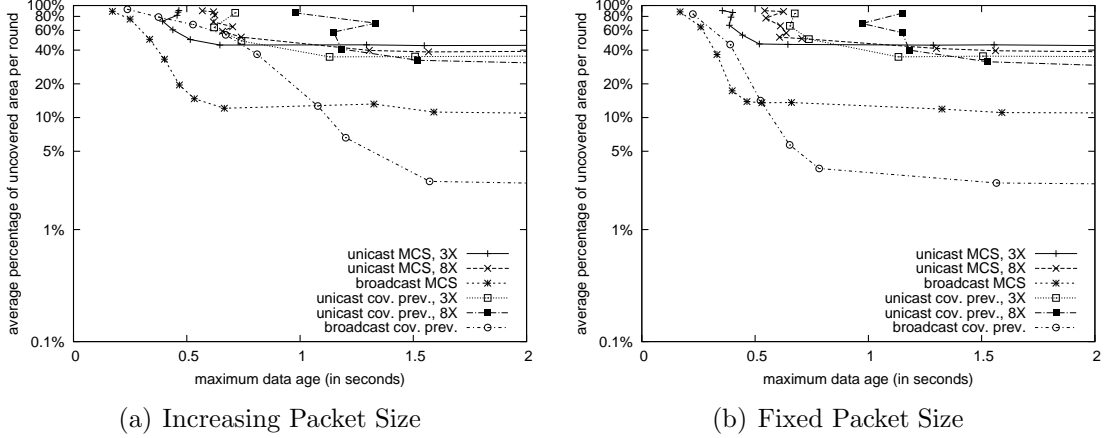 average percentage of uncovered area per round
100%
80%
60%
40%
20%
10%
5%
1%
0.1%
unicast MCS, 3X
unicast MCS, 8X
broadcast MCS
unicast cov. prev., 3X
unicast cov. prev., 8X
broadcast cov. prev.
0 0.5 1 1.5 2
maximum data age (in seconds)
(a) Increasing Packet Size
average percentage of uncovered area per round
100%
80%
60%
40%
20%
10%
5%
1%
0.1%
unicast MCS, 3X
unicast MCS, 8X
broadcast MCS
unicast cov. prev., 3X
unicast cov. prev., 8X
broadcast cov. prev.
0 0.5 1 1.5 2
maximum data age (in seconds)
(b) Fixed Packet Size